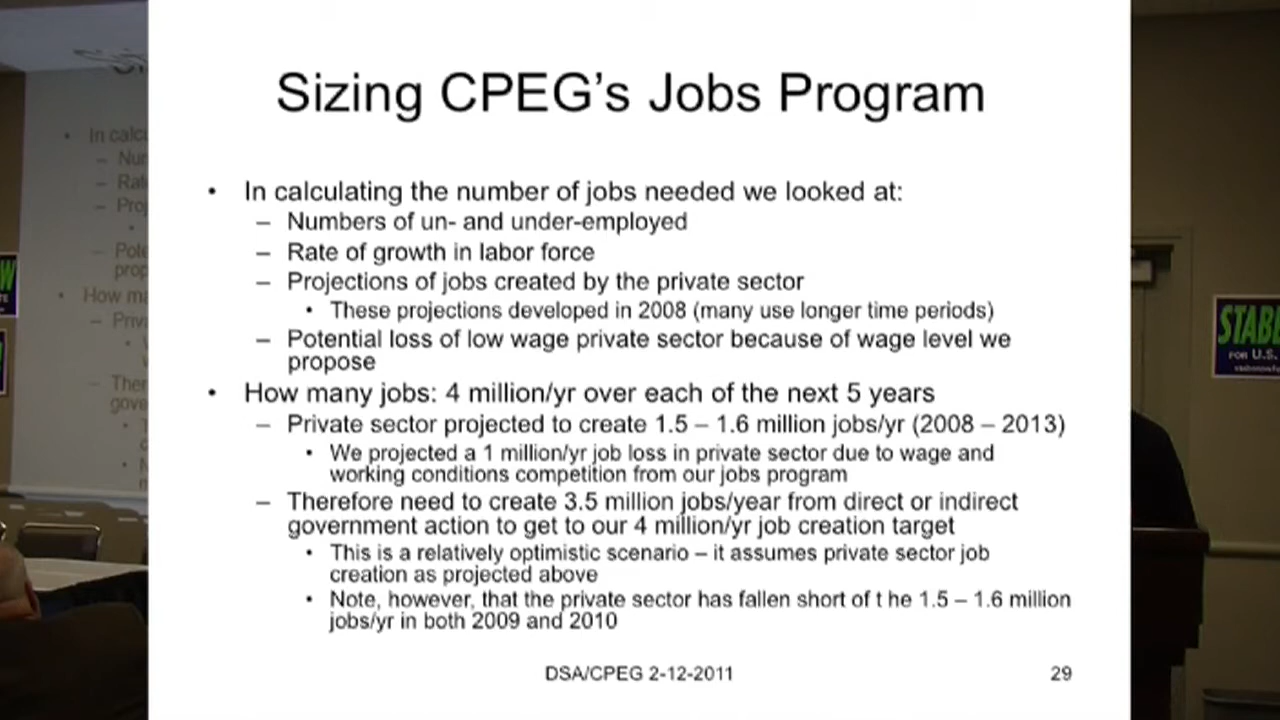 Sizing CPEG's Jobs Program
• In calculating the number of jobs needed we looked at:
– Numbers of un- and under-employed
– Rate of growth in labor force
– Projections of jobs created by the private sector
• These projections developed in 2008 (many use longer time periods)
– Potential loss of low wage private sector because of wage level we
propose
• How many jobs: 4 million/yr over each of the next 5 years
– Private sector projected to create 1.5 – 1.6 million jobs/yr (2008 – 2013)
• We projected a 1 million/yr job loss in private sector due to wage and
working conditions competition from our jobs program
– Therefore need to create 3.5 million jobs/year from direct or indirect
government action to get to our 4 million/yr job creation target
• This is a relatively optimistic scenario – it assumes private sector job
creation as projected above
• Note, however, that the private sector has fallen short of t he 1.5 – 1.6 million
jobs/yr in both 2009 and 2010
DSA/CPEG 2-12-2011
29
STAB
FOR U.S.